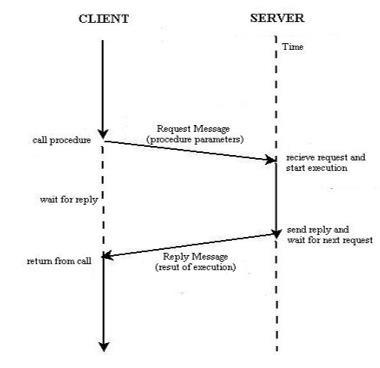 CLIENT
SERVER
Time
Request Message
(procedure parameters)
call procedure
recieve request and
start execution
wait for reply
send reply and
wait for next request
Reply Message
(resut of execution)
return from call